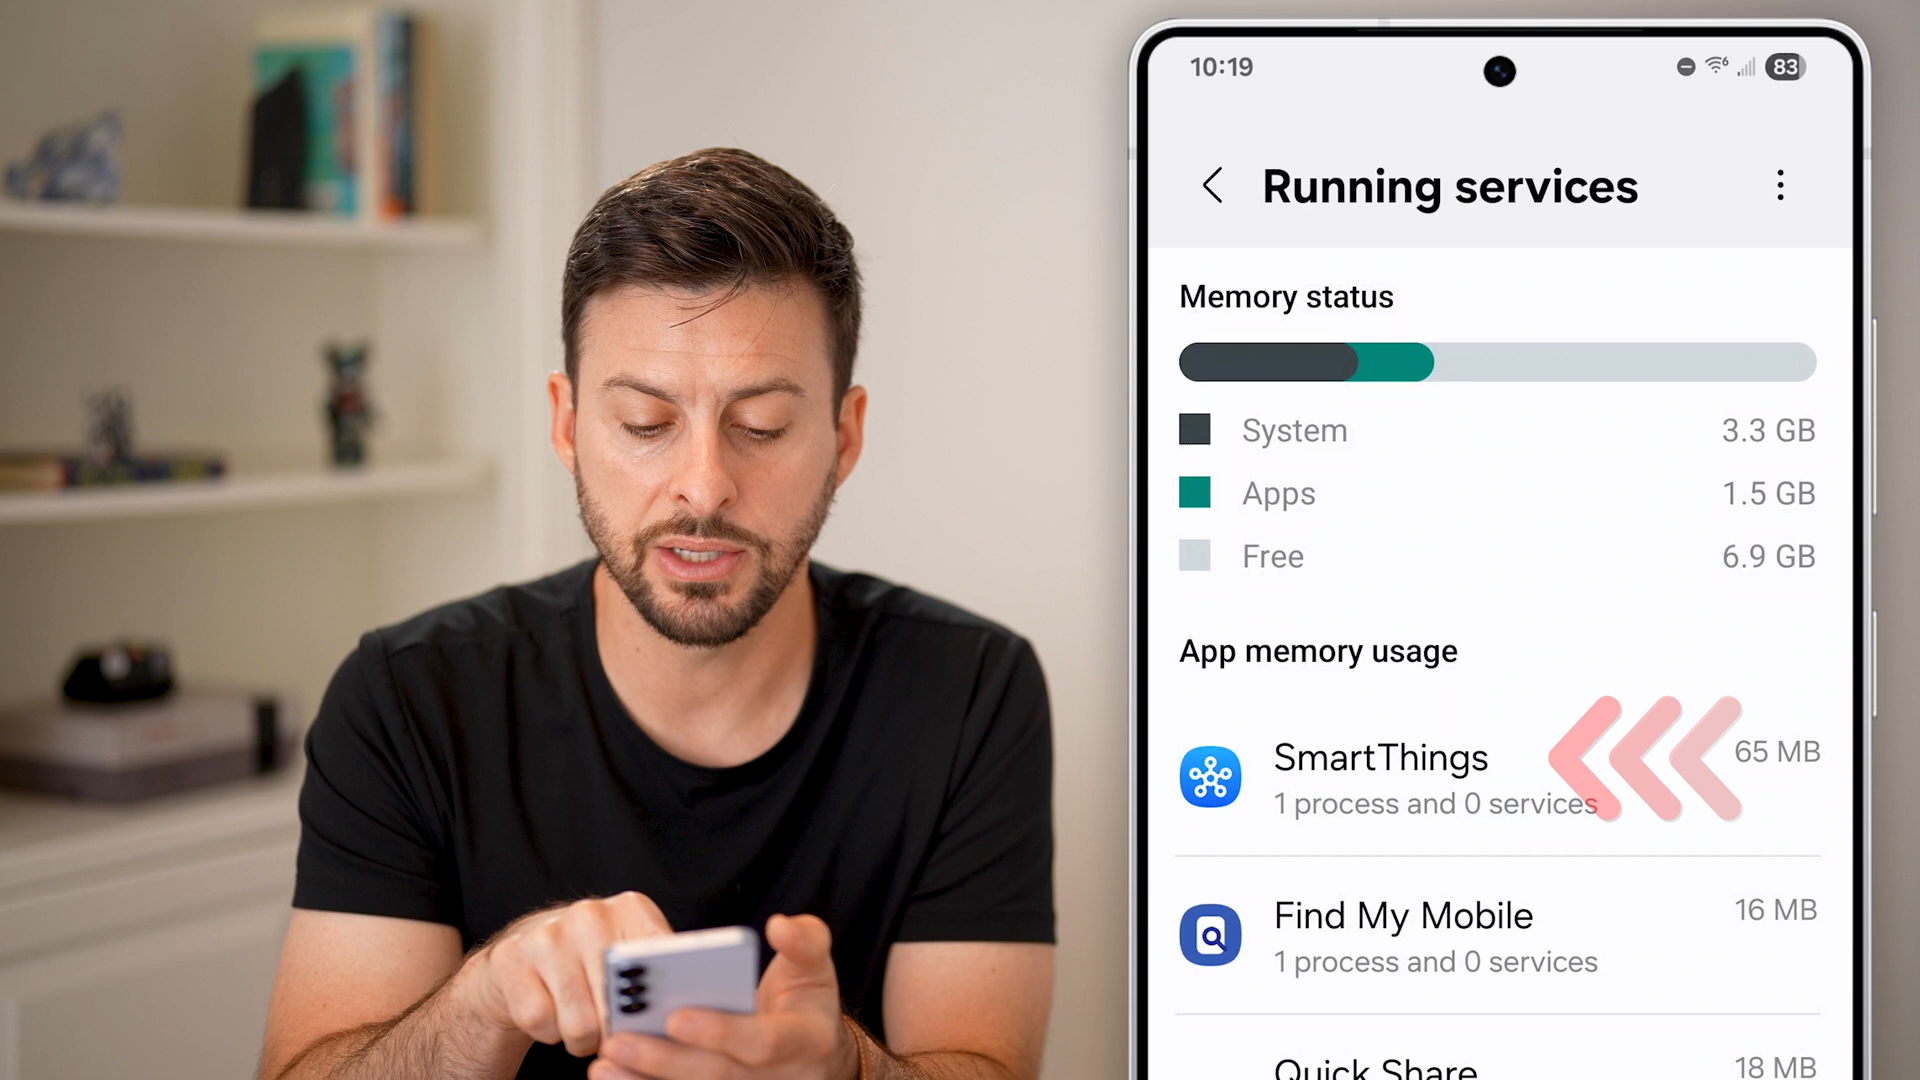 10:19
6
83
Running services
Memory status
System 3.3 GB
Apps 1.5 GB
Free 6.9 GB
App memory usage
SmartThings 65 MB
1 process and 0 services
Find My Mobile 16 MB
1 process and 0 services
Quick Share 18 MB